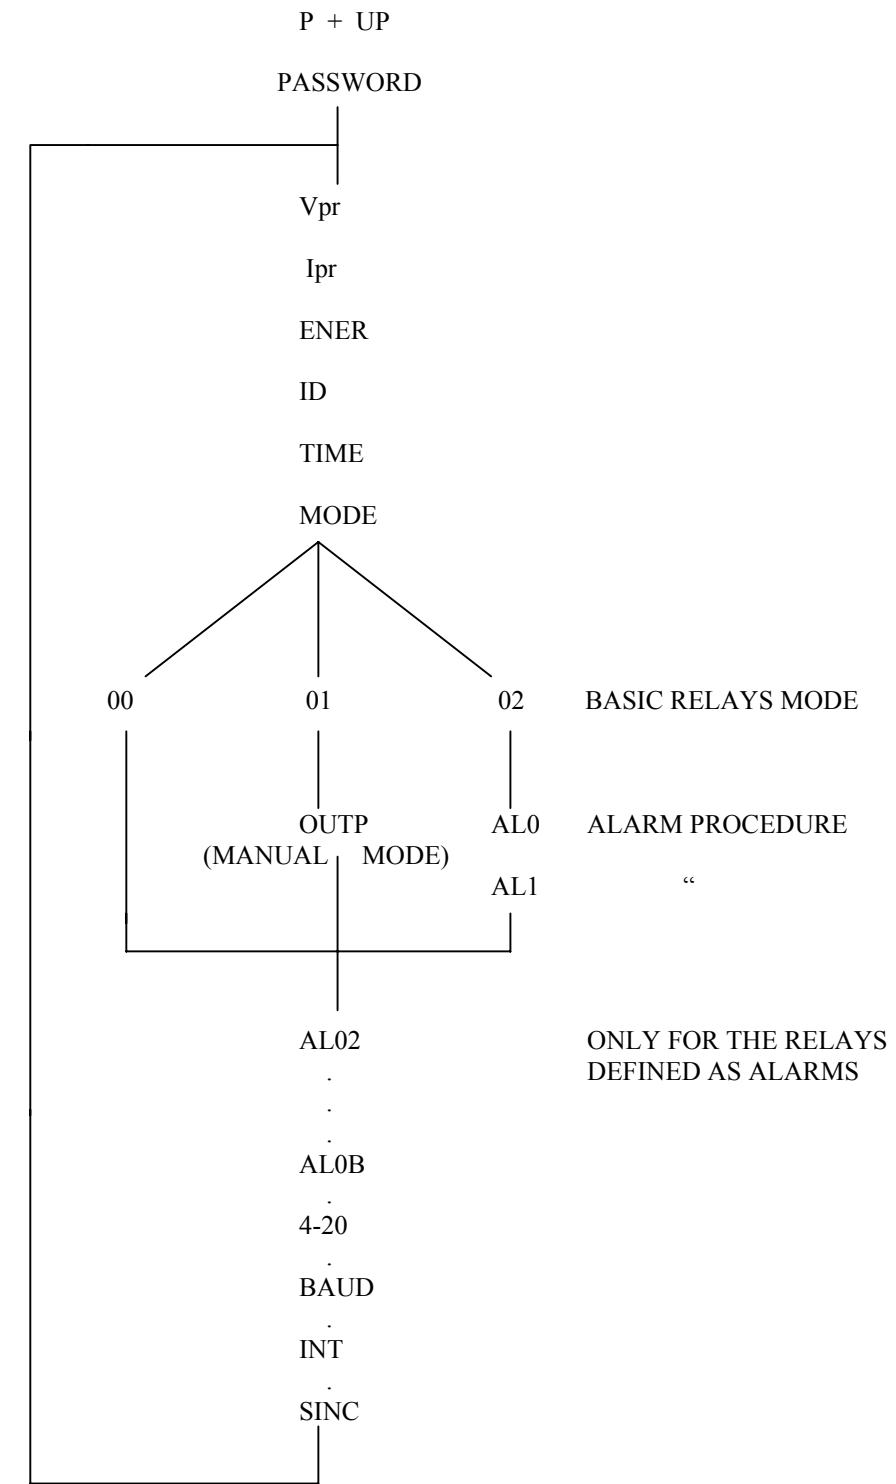 P + UP
PASSWORD
Vpr
Ipr
ENER
ID
TIME
MODE
00 01 02 BASIC RELAYS MODE
OUTP AL0 ALARM PROCEDURE
(MANUAL MODE)
AL1 “
AL02 ONLY FOR THE RELAYS
. DEFINED AS ALARMS
.
.
AL0B
.
4-20
.
BAUD
.
INT
.
SINC